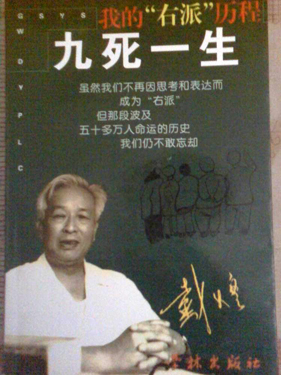 G S Y S
W
D
Y
P
L
C
我的“右派”历程
九死一生
虽然我们不再因思考和表达而
成为“右派”
但那段波及
五十多万人命运的历史
我们仍不敢忘却
戴煌
学林出版社